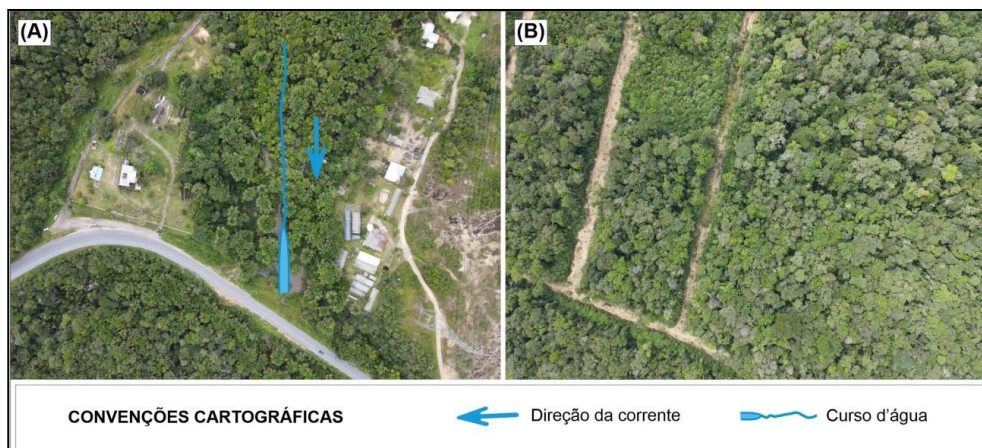 (A)
(B)
CONVENÇÕES CARTOGRÁFICAS
Direção da corrente
Curso d’água